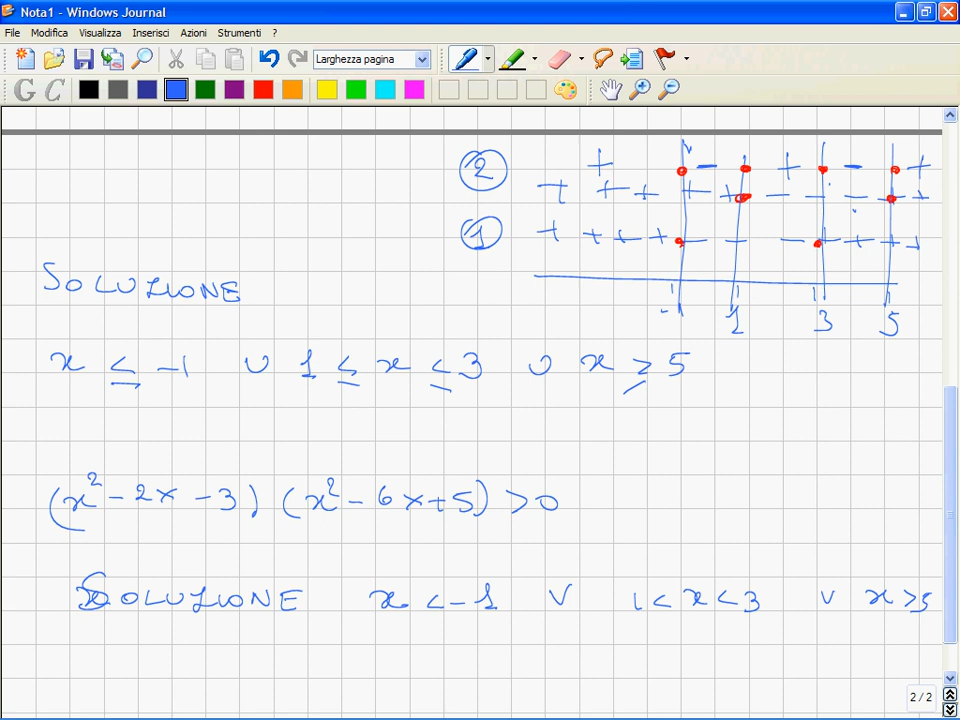 Nota1 - Windows Journal
File Modifica Visualizza Inserisci Azioni Strumenti ?
Larghezza pagina
G C
② + - + - +
+ + + + + - - - + +
① + + + + - - - + + +
-1 1 3 5
SOLUZIONE
x ≤ -1 ∪ 1 ≤ x ≤ 3 ∪ x ≥ 5
(x² - 2x - 3) (x² - 6x + 5) > 0
SOLUZIONE x < -1 ∨ 1 < x < 3 ∨ x > 5
2 / 2